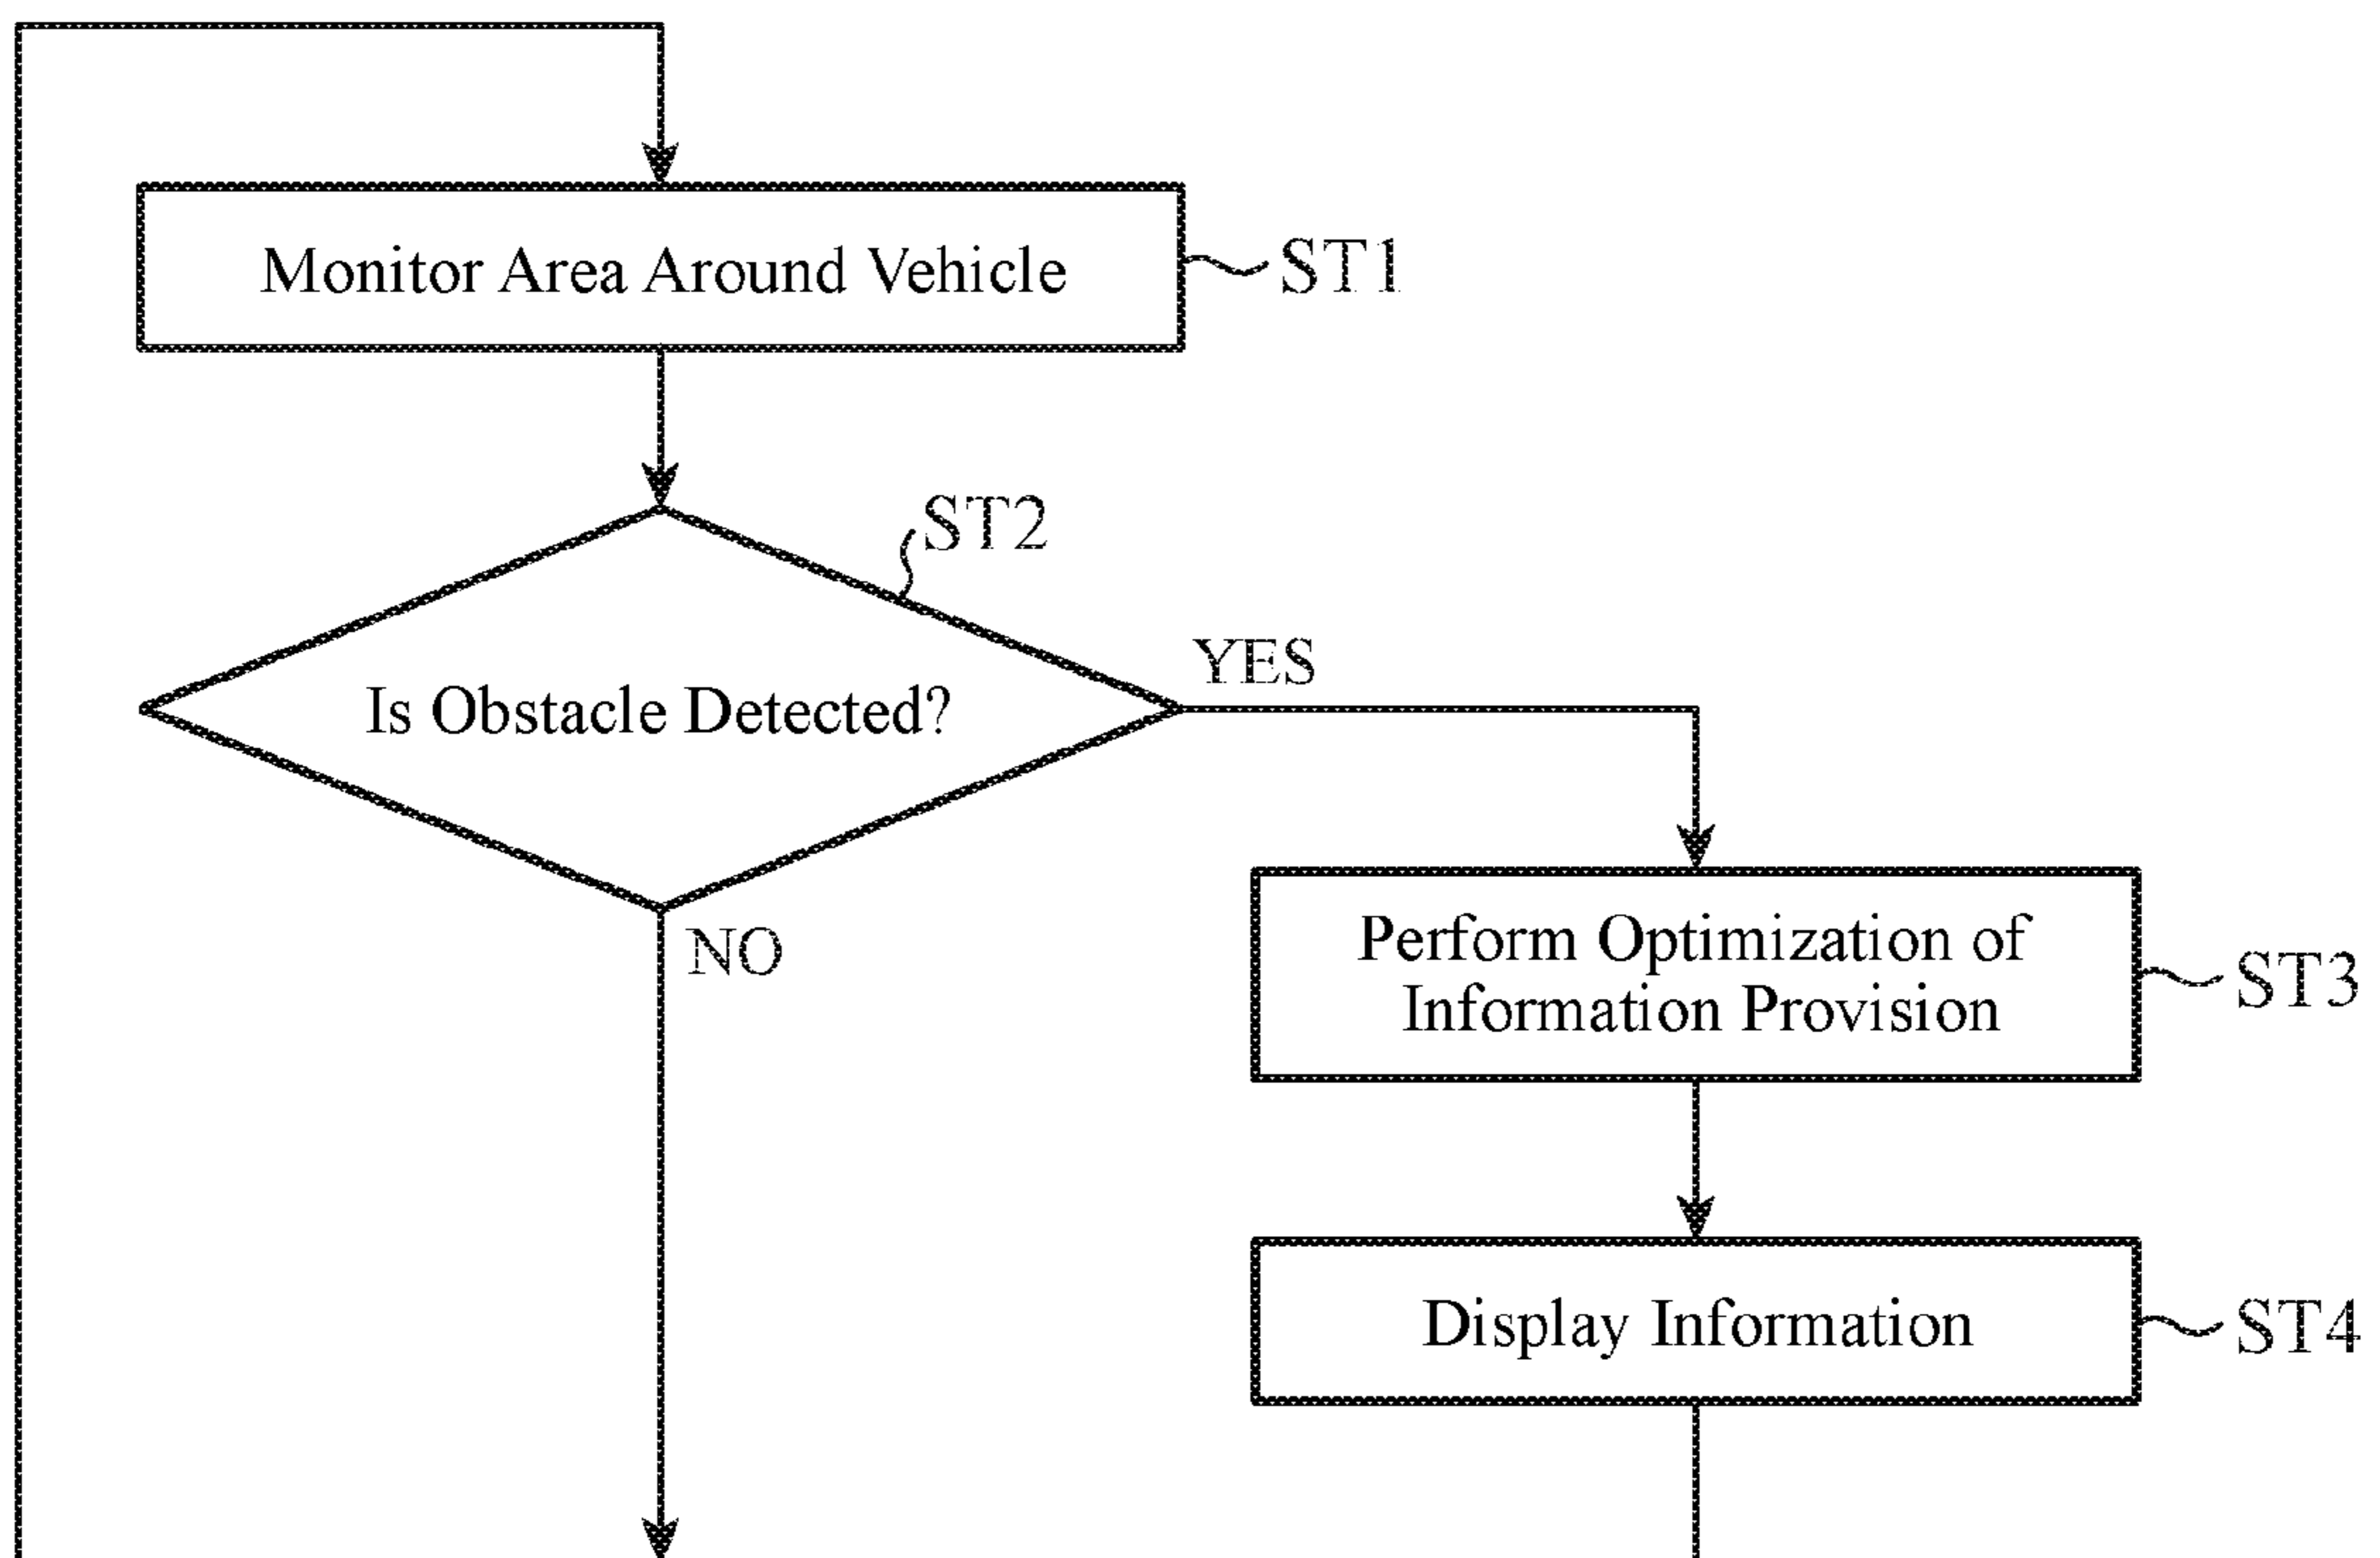 Monitor Area Around Vehicle
ST1
ST2
Is Obstacle Detected?
YES
NO
Perform Optimization of
Information Provision
ST3
Display Information
ST4